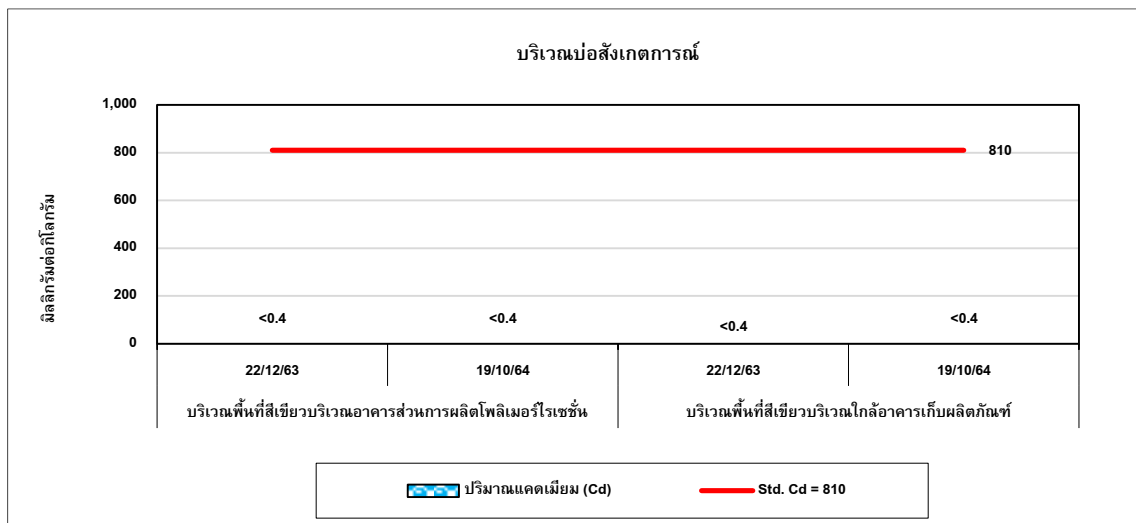 บริเวณบ่อสังเกตการณ์
มิลลิกรัมต่อกิโลกรัม
1,000
800
600
400
200
0
810
<0.4 <0.4 <0.4 <0.4
22/12/63 19/10/64 22/12/63 19/10/64
บริเวณพื้นที่สีเขียวบริเวณอาคารส่วนการผลิตโพลิเมอร์ไรเซชั่น บริเวณพื้นที่สีเขียวบริเวณใกล้อาคารเก็บผลิตภัณฑ์
ปริมาณแคดเมียม (Cd) Std. Cd = 810